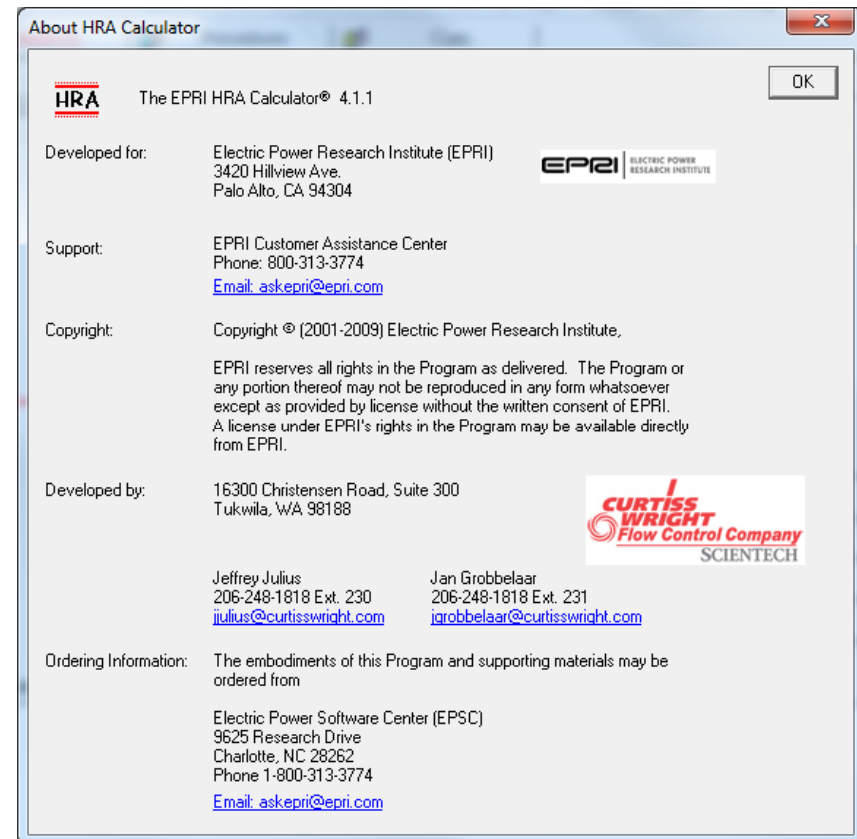 About HRA Calculator
OK
HRA
The EPRI HRA Calculator® 4.1.1
Developed for:
Electric Power Research Institute (EPRI)
3420 Hillview Ave.
Palo Alto, CA 94304
EPRI
ELECTRIC POWER
RESEARCH INSTITUTE
Support:
EPRI Customer Assistance Center
Phone: 800-313-3774
Email: askepri@epri.com
Copyright:
Copyright © (2001-2009) Electric Power Research Institute,
EPRI reserves all rights in the Program as delivered. The Program or
any portion thereof may not be reproduced in any form whatsoever
except as provided by license without the written consent of EPRI.
A license under EPRI's rights in the Program may be available directly
from EPRI.
Developed by:
16300 Christensen Road, Suite 300
Tukwila, WA 98188
CURTISS
WRIGHT
Flow Control Company
SCIENTECH
Jeffrey Julius
206-248-1818 Ext. 230
jjulius@curtisswright.com
Jan Grobbelaar
206-248-1818 Ext. 231
jgrobbelaar@curtisswright.com
Ordering Information:
The embodiments of this Program and supporting materials may be
ordered from
Electric Power Software Center (EPSC)
9625 Research Drive
Charlotte, NC 28262
Phone 1-800-313-3774
Email: askepri@epri.com